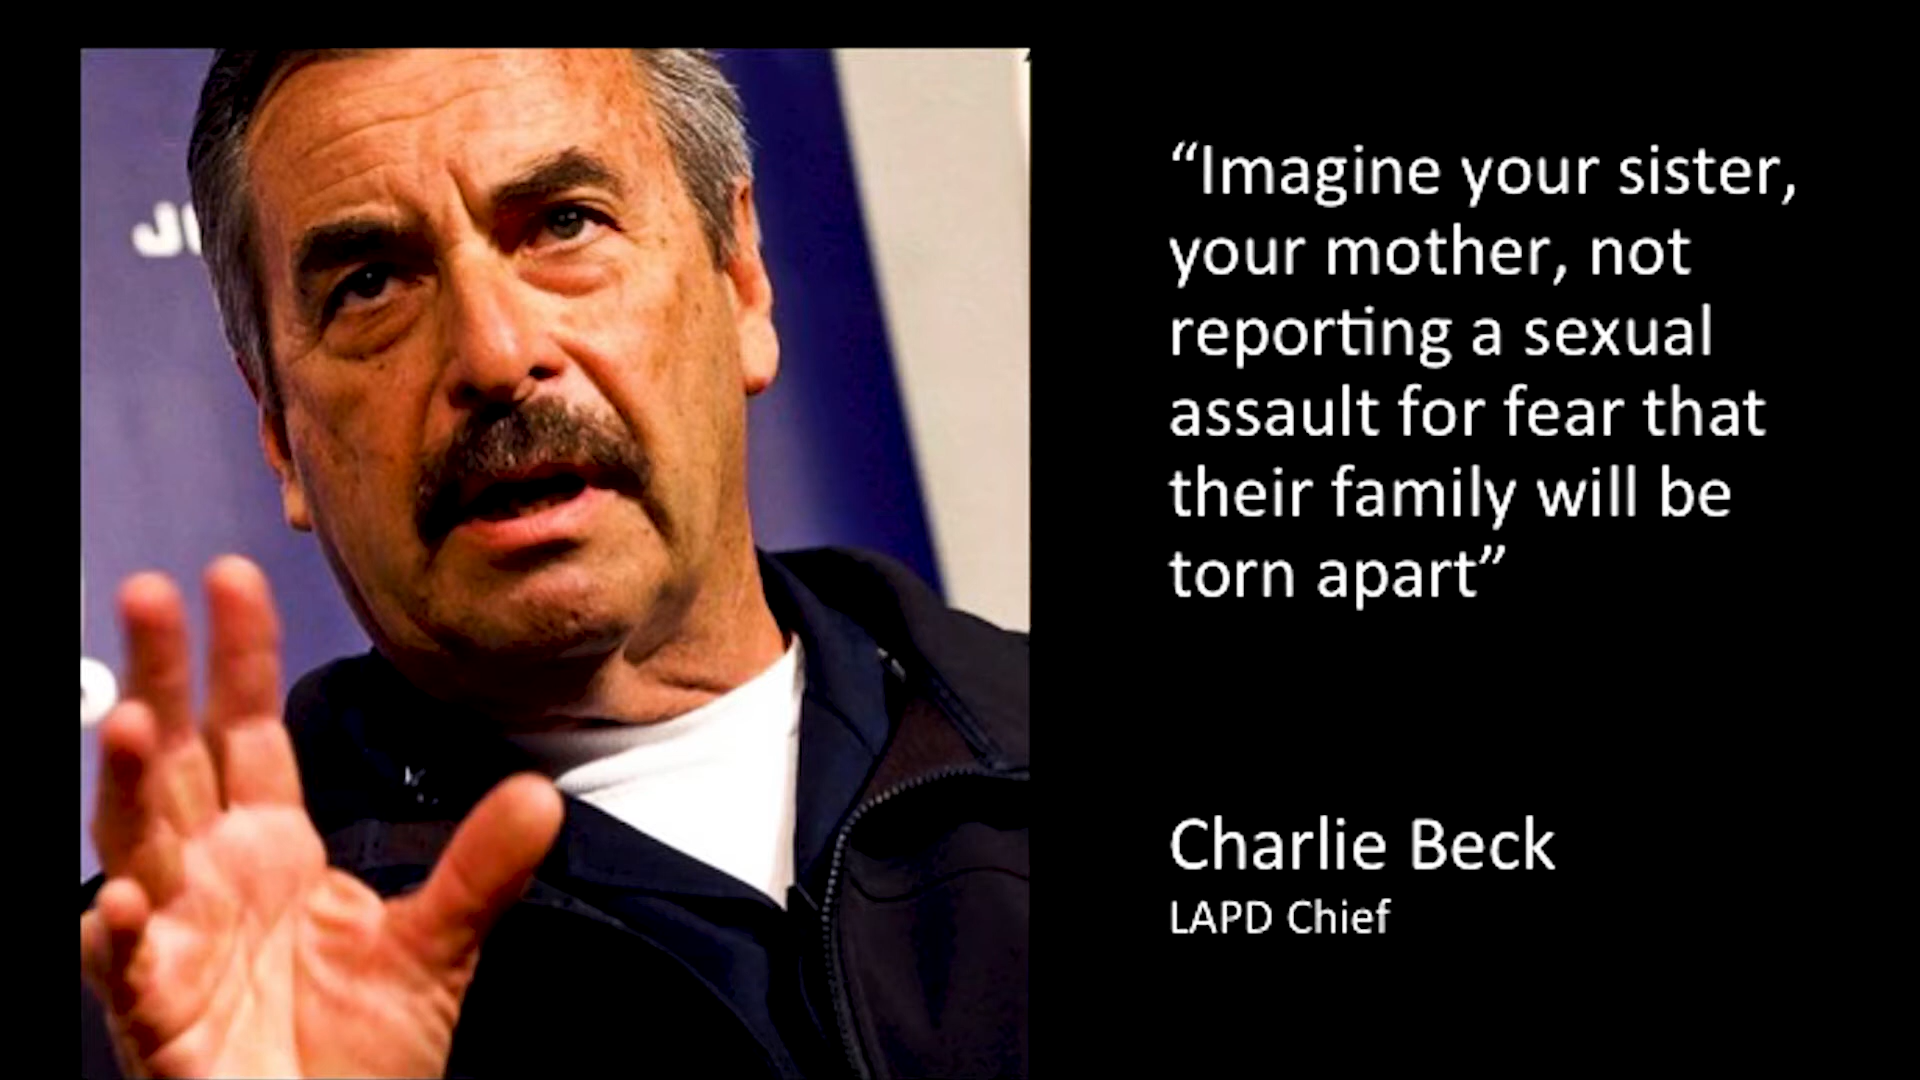 JU
“Imagine your sister,
your mother, not
reporting a sexual
assault for fear that
their family will be
torn apart”
Charlie Beck
LAPD Chief